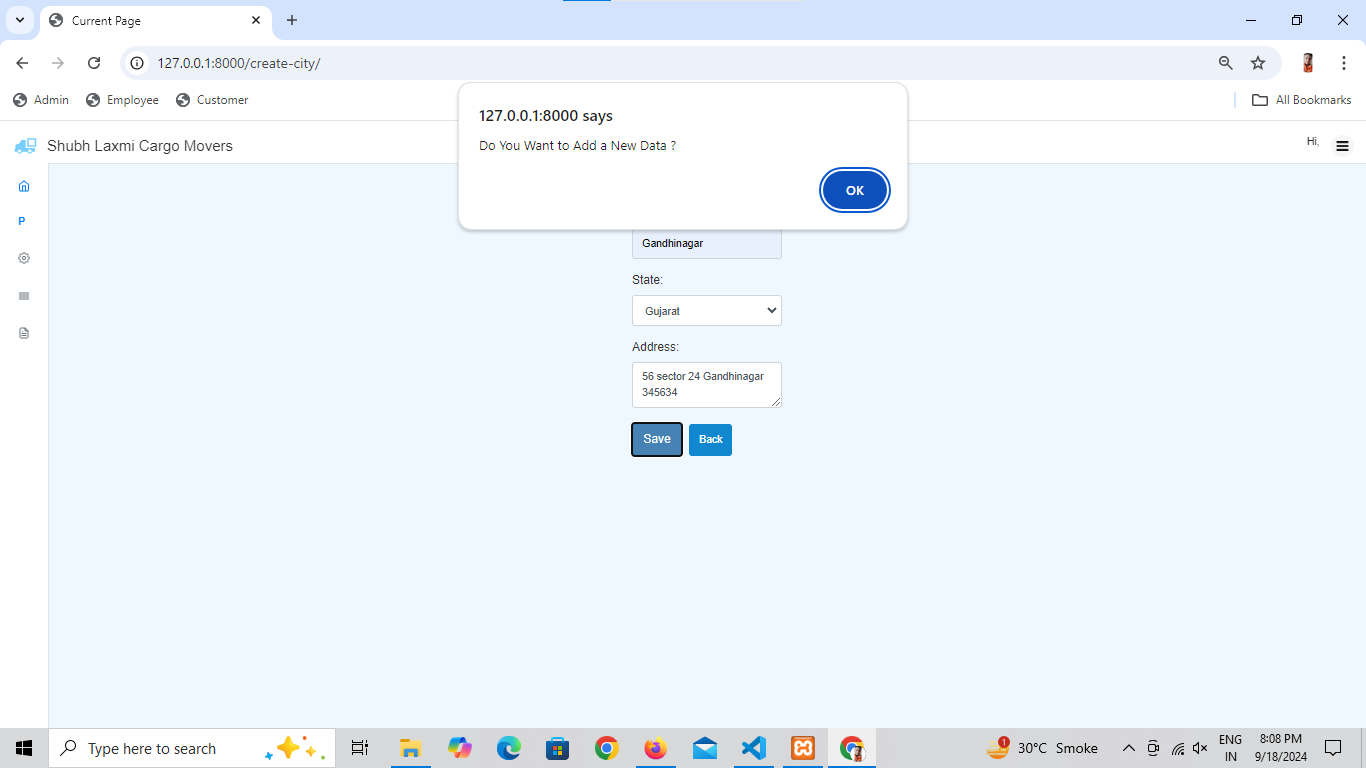 Current Page
127.0.0.1:8000/create-city/
Admin
Employee
Customer
All Bookmarks
127.0.0.1:8000 says
Do You Want to Add a New Data ?
OK
Shubh Laxmi Cargo Movers
Hi,
P
Gandhinagar
State:
Gujarat
Address:
56 sector 24 Gandhinagar
345634
Save
Back
Type here to search
1
30°C Smoke
ENG
IN
8:08 PM
9/18/2024